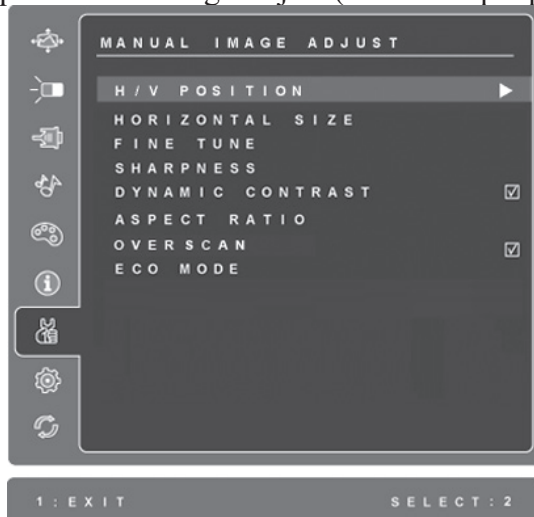 MANUAL IMAGE ADJUST
H/V POSITION
HORIZONTAL SIZE
FINE TUNE
SHARPNESS
DYNAMIC CONTRAST
ASPECT RATIO
OVERSCAN
ECO MODE
1:EXIT SELECT:2